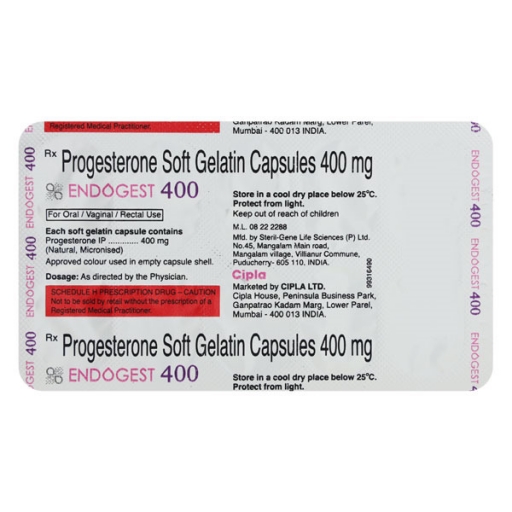 Registered Medical Practitioner.
Ganpatrao Kadam Marg, Lower Parel,
Mumbai - 400 013 INDIA.
Rx Progesterone Soft Gelatin Capsules 400 mg
ENDOGEST 400
For Oral / Vaginal / Rectal Use
Each soft gelatin capsule contains
Progesterone IP ............. 400 mg
(Natural, Micronised)
Approved colour used in empty capsule shell.
Dosage: As directed by the Physician.
SCHEDULE H PRESCRIPTION DRUG – CAUTION
Not to be sold by retail without the prescription of a
Registered Medical Practitioner.
Store in a cool dry place below 25°C.
Protect from light.
Keep out of reach of children
M.L. 08 22 2288
Mfd. by Steril-Gene Life Sciences (P) Ltd.
No.45, Mangalam Main road,
Mangalam village, Villianur Commune,
Puducherry- 605 110, INDIA.
Cipla
Marketed by CIPLA LTD.
Cipla House, Peninsula Business Park,
Ganpatrao Kadam Marg, Lower Parel,
Mumbai - 400 013 INDIA.
Rx Progesterone Soft Gelatin Capsules 400 mg
ENDOGEST 400
Store in a cool dry place below 25°C.
Protect from light.
ENDOGEST 400
ENDOGEST 400
400
ENDOGEST 400
ENDOGEST 400